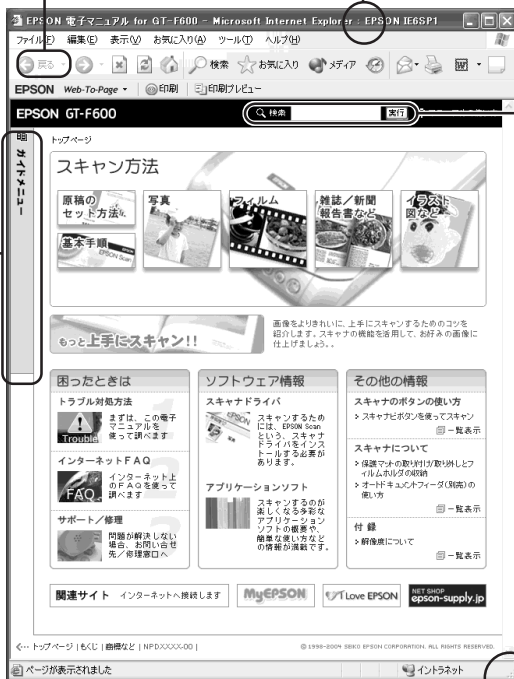 EPSON 電子マニュアル for GT-F600 - Microsoft Internet Explorer : EPSON IE6SP1
ファイル(F) 編集(E) 表示(V) お気に入り(A) ツール(T) ヘルプ(H)
戻る 検索 お気に入り メディア
EPSON Web-To-Page 印刷 印刷プレビュー
EPSON GT-F600 検索 実行
ガイドメニュー
トップページ
スキャン方法
原稿の
セット方法
基本手順
写真
フィルム
雑誌/新聞
報告書など
イラスト
図など
もっと上手にスキャン!!
画像をよりきれいに、上手にスキャンするためのコツを
紹介します。スキャナの機能を活用して、お好みの画像に
仕上げましょう。
困ったときは
トラブル対処方法
Trouble
まずは、この電子
マニュアルを
使って調べます
インターネットFAQ
FAQ
インターネット上
のFAQを使って
調べます
サポート/修理
問題が解決しない
場合、お問い合せ
先/修理窓口へ
ソフトウェア情報
スキャナドライバ
スキャンするため
には、EPSON Scan
という、スキャナ
ドライバをインス
トールする必要が
あります。
アプリケーションソフト
スキャンするのが
楽しくなる多彩な
アプリケーション
ソフトの概要や、
簡単な使い方など
の情報が満載です。
その他の情報
スキャナのボタンの使い方
> スキャナビボタンを使ってスキャン
一覧表示
スキャナについて
> 保護マットの取り付け/取り外しとフ
ィルムホルダの収納
> オートドキュメントフィーダ(別売)の
使い方
一覧表示
付 録
> 解像度について
一覧表示
関連サイト インターネットへ接続します MyEPSON I Love EPSON NET SHOP epson-supply.jp
トップページ | もくじ | 商標など | NPDXXXX-00 |
© 1998-2004 SEIKO EPSON CORPORATION. ALL RIGHTS RESERVED.
ページが表示されました イントラネット